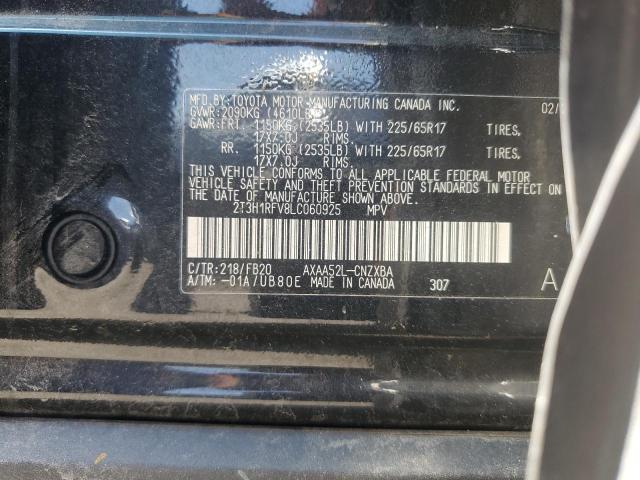 MFD.BY:TOYOTA MOTOR MANUFACTURING CANADA INC. 02/
GVWR:2090KG (4610LB)
GAWR:FRT. 1150KG (2535LB) WITH 225/65R17 TIRES,
17X7.0J RIMS.
RR. 1150KG (2535LB) WITH 225/65R17 TIRES,
17X7.0J RIMS.
THIS VEHICLE CONFORMS TO ALL APPLICABLE FEDERAL MOTOR
VEHICLE SAFETY AND THEFT PREVENTION STANDARDS IN EFFECT ON
THE DATE OF MANUFACTURE SHOWN ABOVE.
2T3H1RFV8LC060925 MPV
C/TR:218/FB20 AXAA52L-CNZXBA
A/TM: -01A/UB80E MADE IN CANADA 307 A